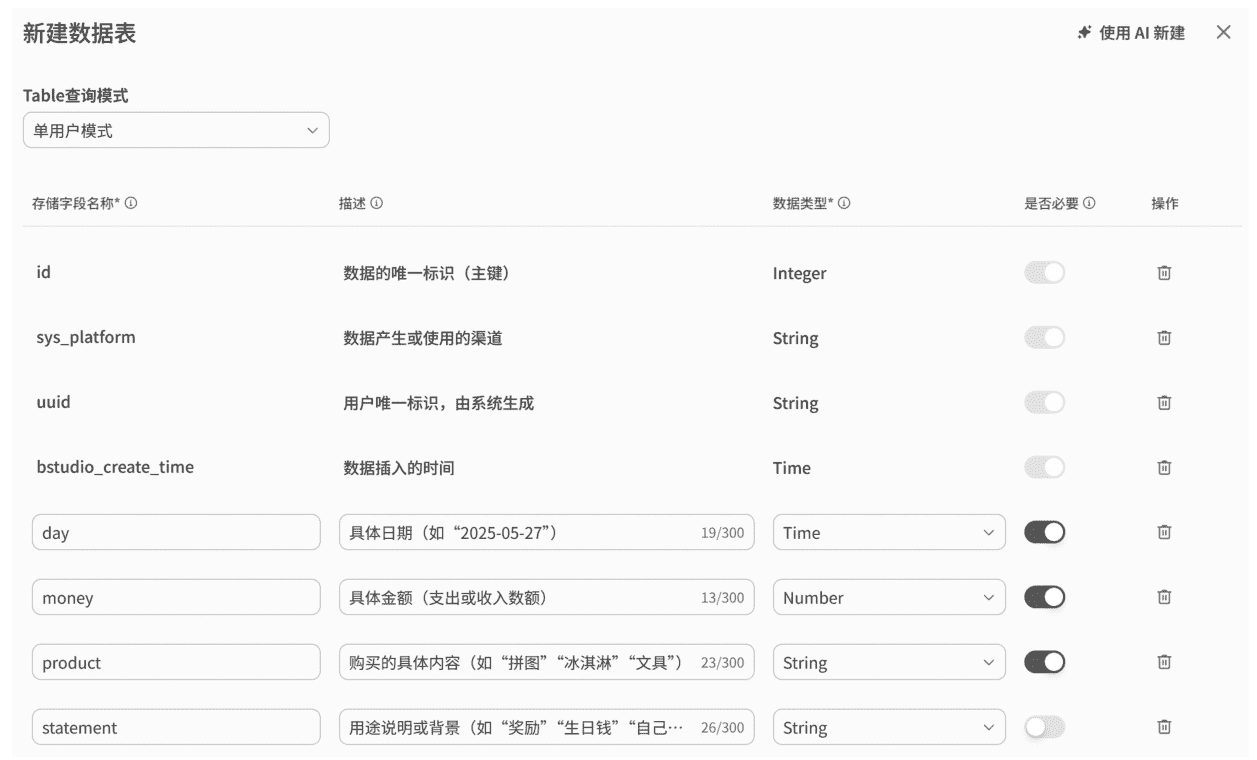 新建数据表 使用 AI 新建
Table查询模式
单用户模式
存储字段名称* 描述 数据类型* 是否必要 操作
id 数据的唯一标识（主键） Integer
sys_platform 数据产生或使用的渠道 String
uuid 用户唯一标识，由系统生成 String
bstudio_create_time 数据插入的时间 Time
day 具体日期（如“2025-05-27”） 19/300 Time
money 具体金额（支出或收入数额） 13/300 Number
product 购买的具体内容（如“拼图”“冰淇淋”“文具”） 23/300 String
statement 用途说明或背景（如“奖励”“生日钱”“自己… 26/300 String